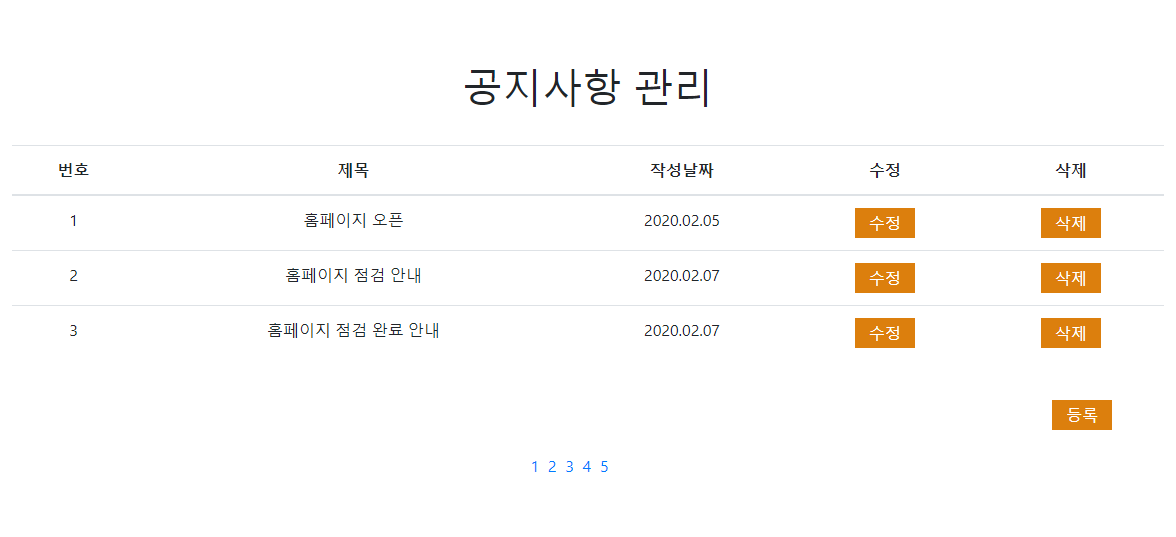 공지사항 관리
번호 제목 작성날짜 수정 삭제
1 홈페이지 오픈 2020.02.05 수정 삭제
2 홈페이지 점검 안내 2020.02.07 수정 삭제
3 홈페이지 점검 완료 안내 2020.02.07 수정 삭제
등록
1 2 3 4 5